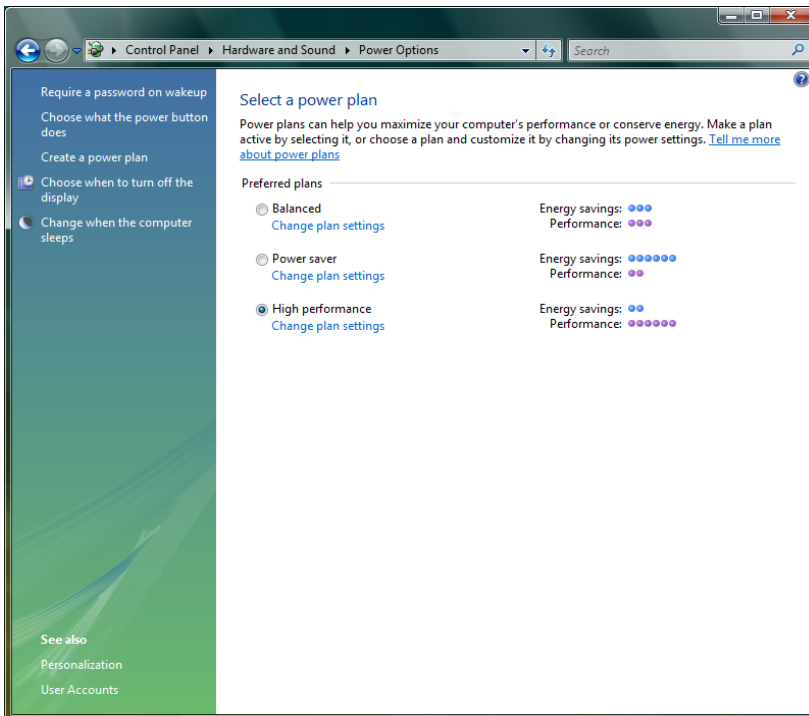 Control Panel Hardware and Sound Power Options Search
Require a password on wakeup
Choose what the power button
does
Create a power plan
Choose when to turn off the
display
Change when the computer
sleeps
See also
Personalization
User Accounts
Select a power plan
Power plans can help you maximize your computer's performance or conserve energy. Make a plan
active by selecting it, or choose a plan and customize it by changing its power settings. Tell me more
about power plans
Preferred plans
Balanced Energy savings:
Change plan settings Performance:
Power saver Energy savings:
Change plan settings Performance:
High performance Energy savings:
Change plan settings Performance: